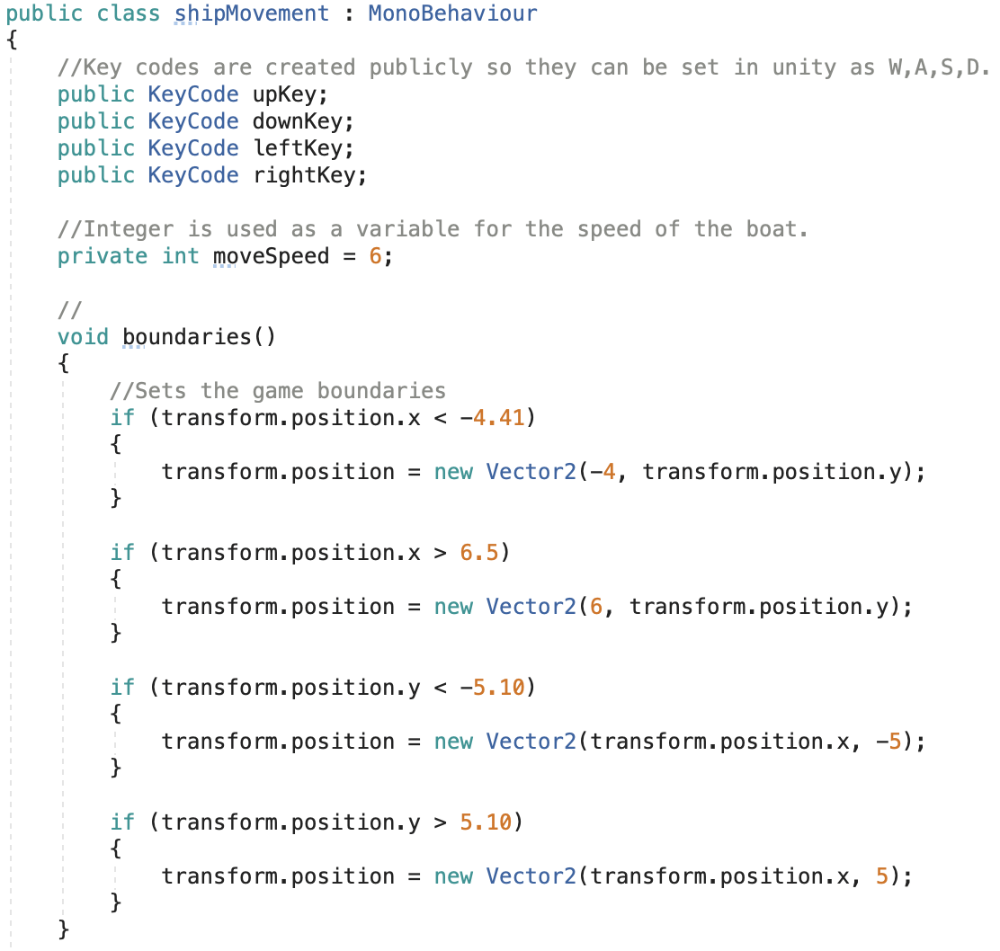 public class shipMovement : MonoBehaviour
{
    //Key codes are created publicly so they can be set in unity as W,A,S,D.
    public KeyCode upKey;
    public KeyCode downKey;
    public KeyCode leftKey;
    public KeyCode rightKey;

    //Integer is used as a variable for the speed of the boat.
    private int moveSpeed = 6;

    //
    void boundaries()
    {
        //Sets the game boundaries
        if (transform.position.x < -4.41)
        {
            transform.position = new Vector2(-4, transform.position.y);
        }

        if (transform.position.x > 6.5)
        {
            transform.position = new Vector2(6, transform.position.y);
        }

        if (transform.position.y < -5.10)
        {
            transform.position = new Vector2(transform.position.x, -5);
        }

        if (transform.position.y > 5.10)
        {
            transform.position = new Vector2(transform.position.x, 5);
        }
    }